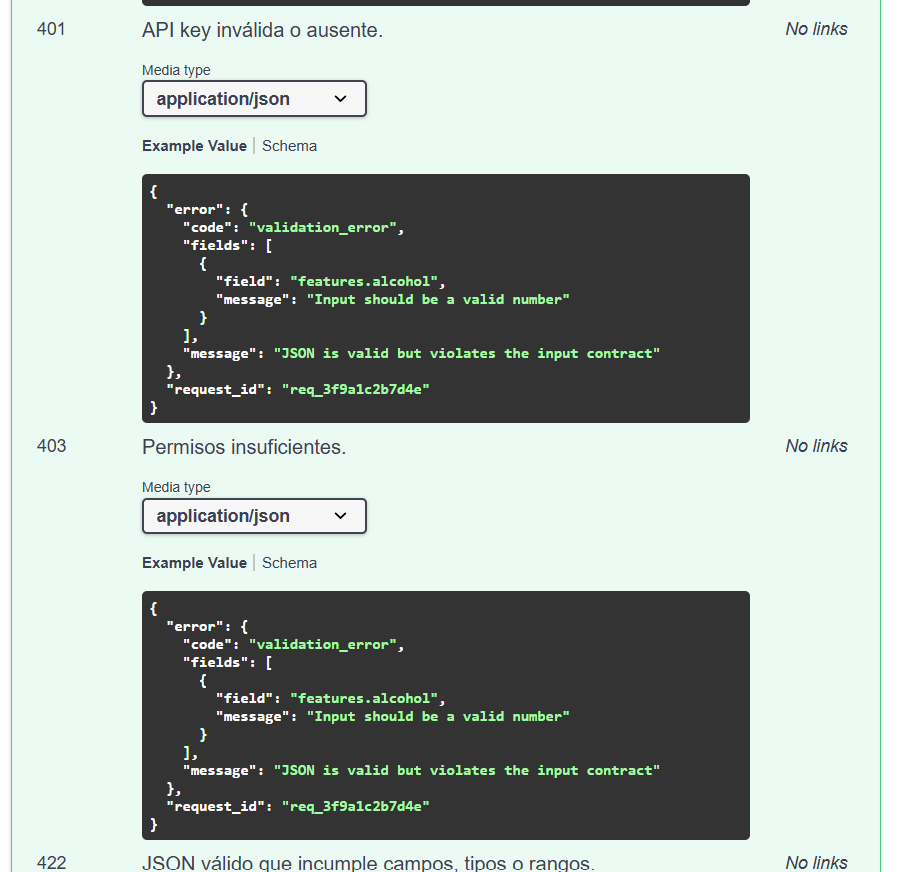 401 API key inválida o ausente. No links
Media type
application/json
Example Value Schema
{
  "error": {
    "code": "validation_error",
    "fields": [
      {
        "field": "features.alcohol",
        "message": "Input should be a valid number"
      }
    ],
    "message": "JSON is valid but violates the input contract"
  },
  "request_id": "req_3f9a1c2b7d4e"
}
403 Permisos insuficientes. No links
Media type
application/json
Example Value Schema
{
  "error": {
    "code": "validation_error",
    "fields": [
      {
        "field": "features.alcohol",
        "message": "Input should be a valid number"
      }
    ],
    "message": "JSON is valid but violates the input contract"
  },
  "request_id": "req_3f9a1c2b7d4e"
}
422 JSON válido que incumple campos, tipos o rangos. No links